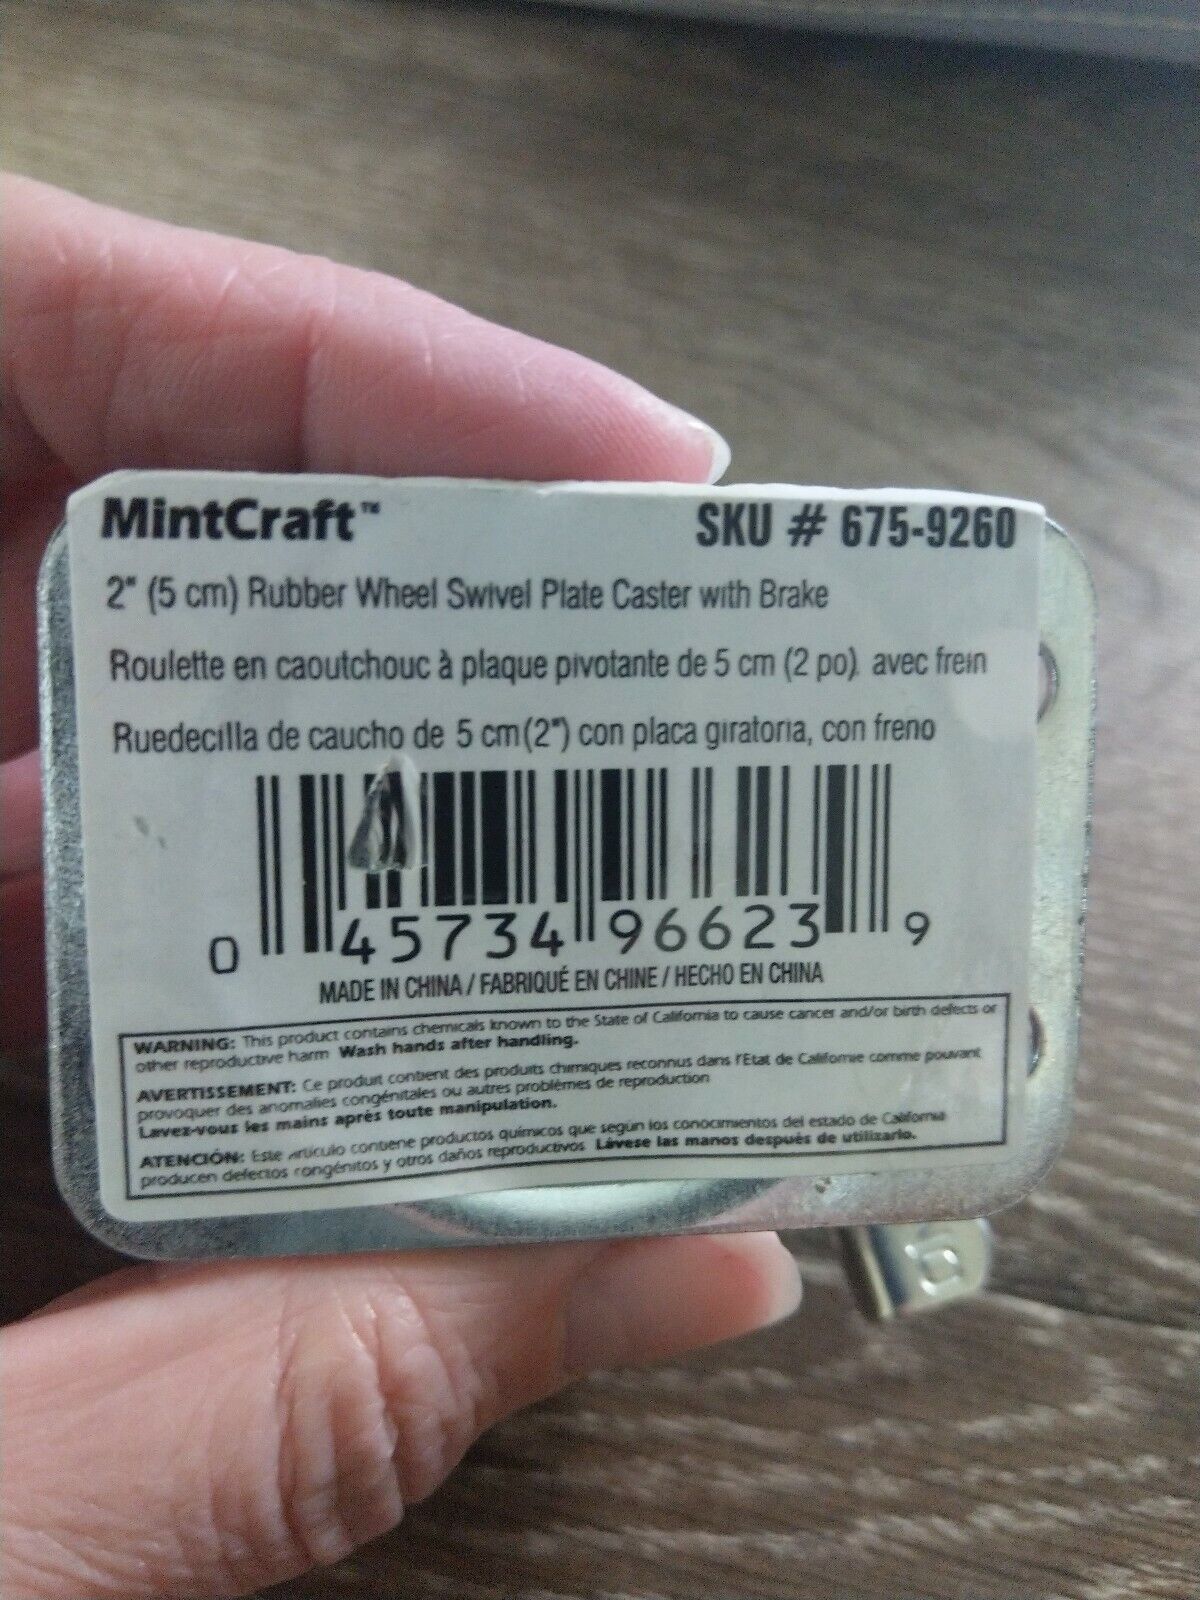 MintCraft™ SKU # 675-9260
2" (5 cm) Rubber Wheel Swivel Plate Caster with Brake
Roulette en caoutchouc à plaque pivotante de 5 cm (2 po) avec frein
Ruedecilla de caucho de 5 cm(2") con placa giratoria, con freno
0 45734 96623 9
MADE IN CHINA / FABRIQUÉ EN CHINE / HECHO EN CHINA
WARNING: This product contains chemicals known to the State of California to cause cancer and/or birth defects or
other reproductive harm Wash hands after handling.
AVERTISSEMENT: Ce produit contient des produits chimiques reconnus dans l'Etat de Californie comme pouvant
provoquer des anomalies congénitales ou autres problèmes de reproduction
Lavez-vous les mains après toute manipulation.
ATENCIÓN: Este artículo contiene productos químicos que según los conocimientos del estado de California
producen defectos congénitos y otros daños reproductivos Lávese las manos después de utilizarlo.